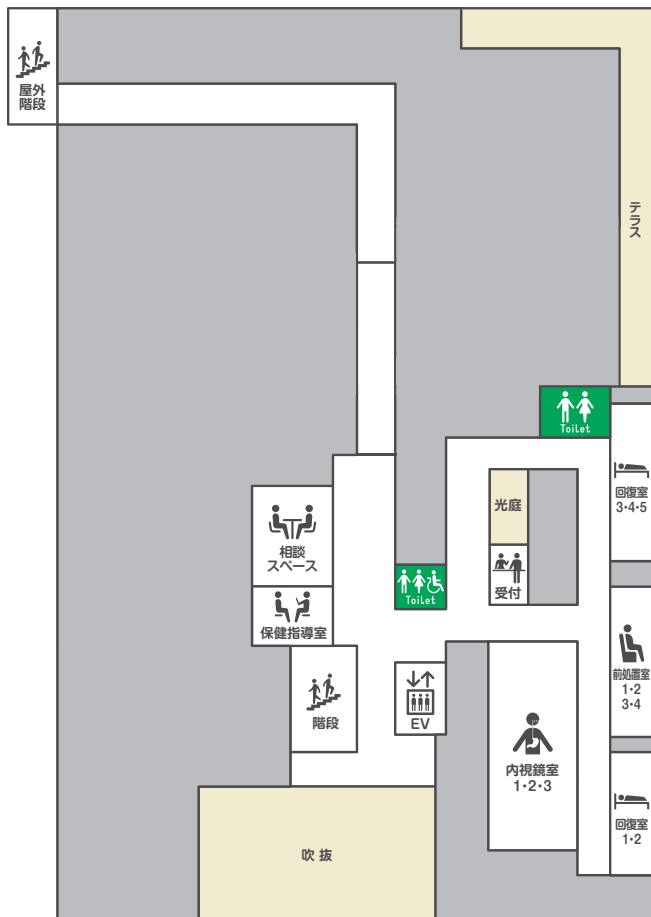 屋外
階段
テラス
Toilet
回復室
3・4・5
光庭
相談
スペース
受付
Toilet
保健指導室
前処置室
1・2
3・4
階段
EV
内視鏡室
1・2・3
回復室
1・2
吹抜